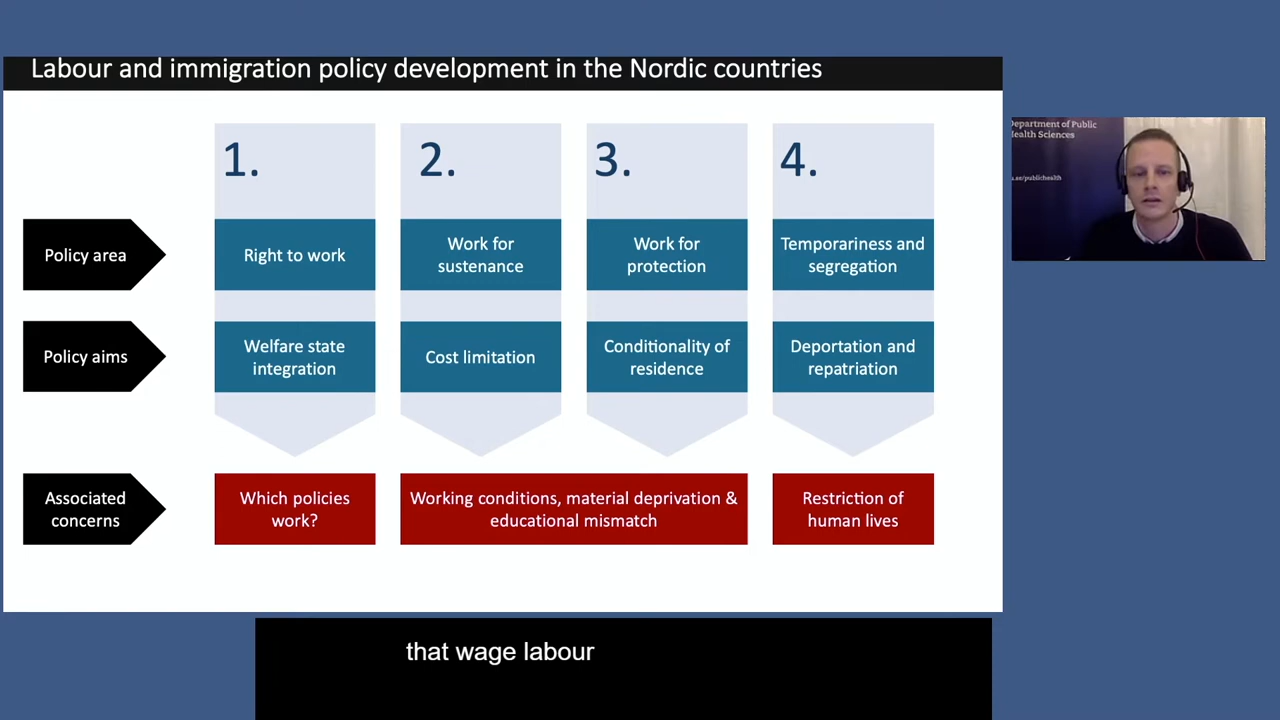 Labour and immigration policy development in the Nordic countries
1.
2.
3.
4.
Policy area
Right to work
Work for
sustenance
Work for
protection
Temporariness and
segregation
Policy aims
Welfare state
integration
Cost limitation
Conditionality of
residence
Deportation and
repatriation
Associated
concerns
Which policies
work?
Working conditions, material deprivation &
educational mismatch
Restriction of
human lives
Department of Public
Health Sciences
u.se/publichealth
that wage labour